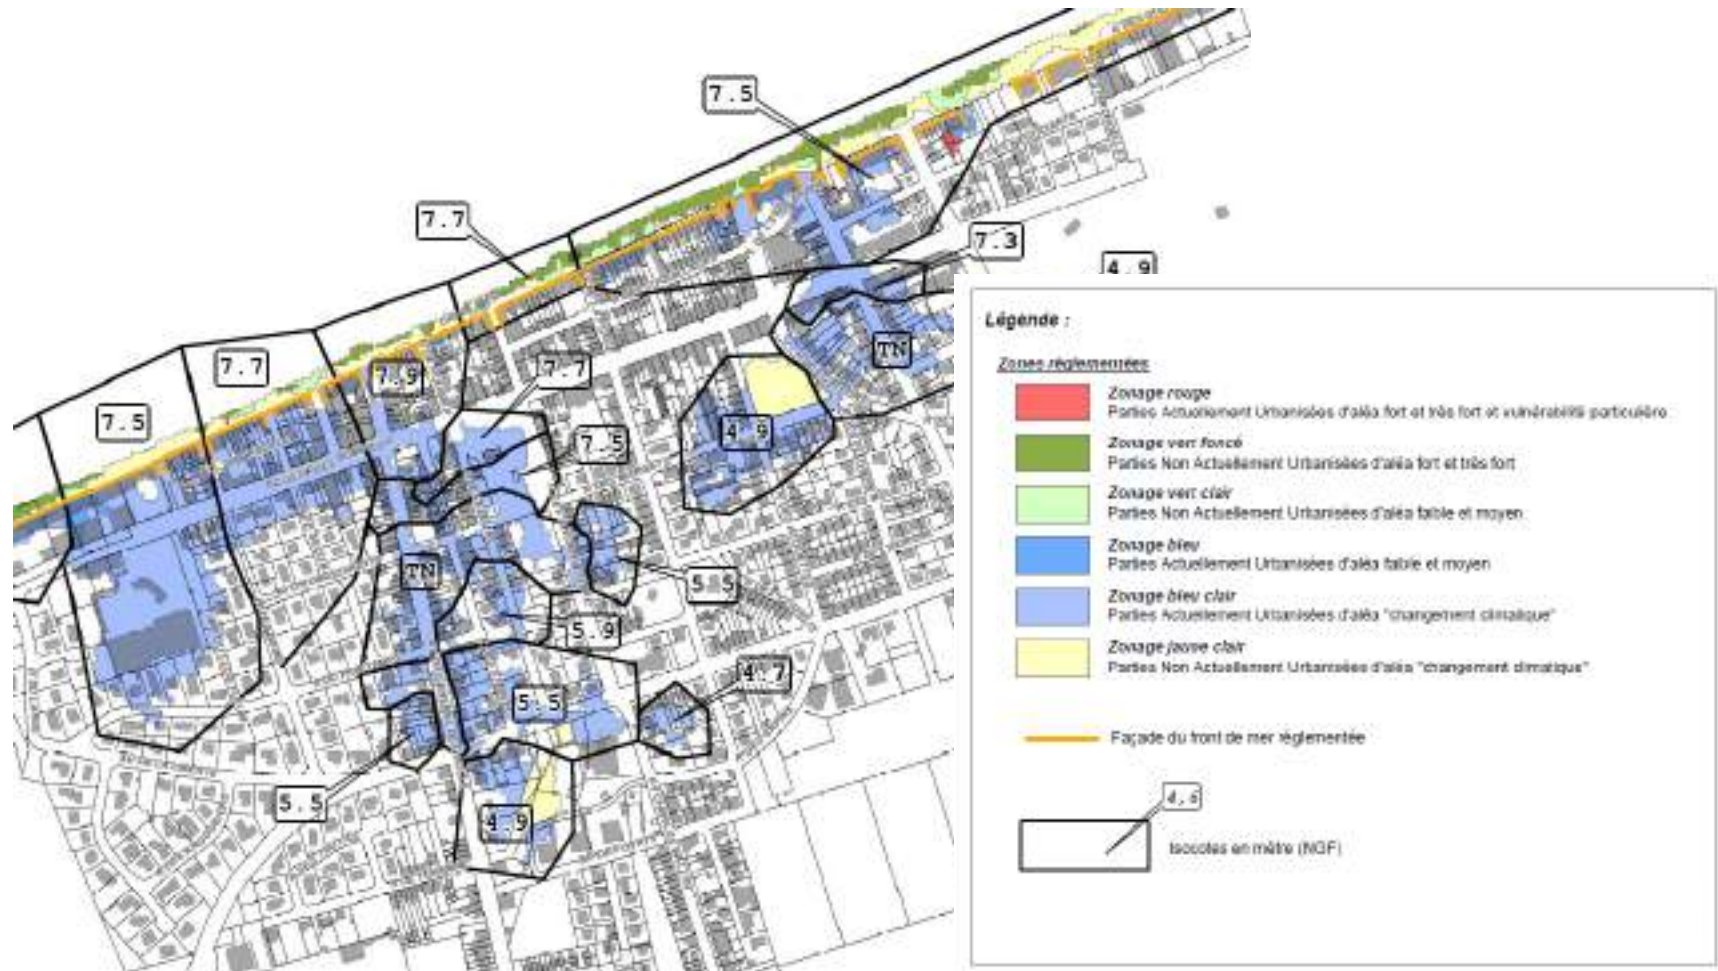 7.5
7.7
7.3
4.9
7.7
7.9
7.7
7.5
TN
4.9
7.5
TN
5.5
5.9
4.7
5.5
5.5
4.9
Légende :
Zones réglementées
Zonage rouge
Parties Actuellement Urbanisées d'aléa fort et très fort et vulnérabilité particulière
Zonage vert foncé
Parties Non Actuellement Urbanisées d'aléa fort et très fort
Zonage vert clair
Parties Non Actuellement Urbanisées d'aléa faible et moyen
Zonage bleu
Parties Actuellement Urbanisées d'aléa faible et moyen
Zonage bleu clair
Parties Actuellement Urbanisées d'aléa "changement climatique"
Zonage jaune clair
Parties Non Actuellement Urbanisées d'aléa "changement climatique"
Façade du front de mer réglementée
Isocotes en mètre (NGF)